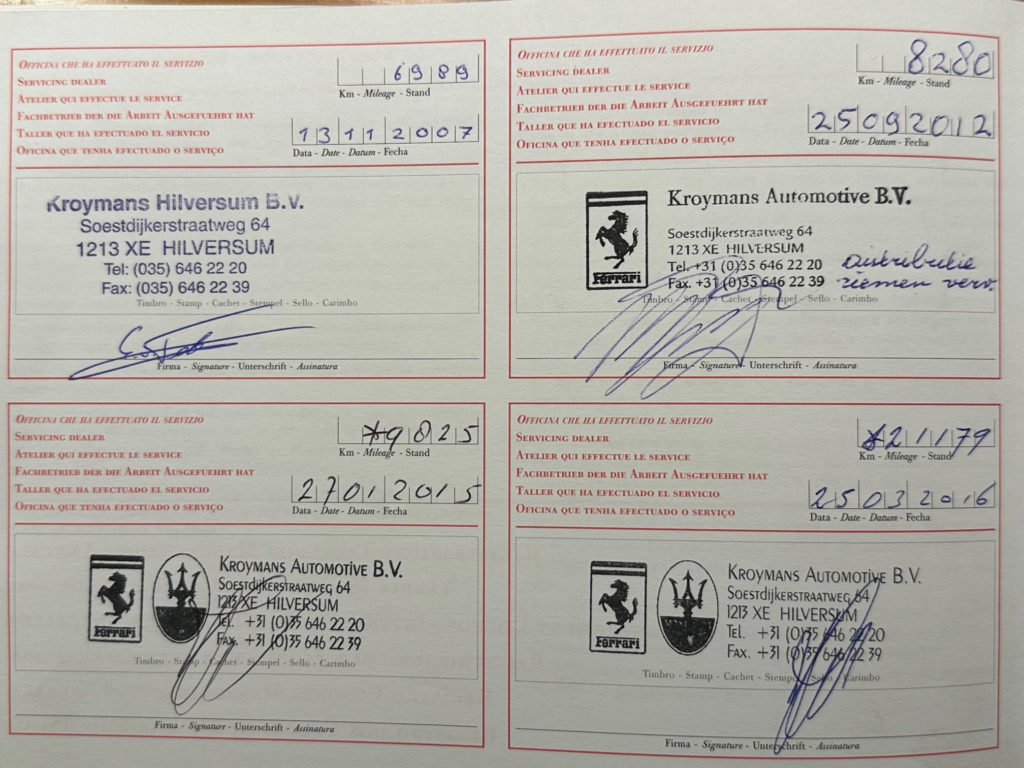 OFFICINA CHE HA EFFETTUATO IL SERVIZIO
SERVICING DEALER
ATELIER QUI EFFECTUE LE SERVICE
FACHBETRIEB DER DIE ARBEIT AUSGEFUEHRT HAT
TALLER QUE HA EFECTUADO EL SERVICIO
OFICINA QUE TENHA EFECTUADO O SERVIÇO
6989
Km - Mileage - Stand
13112007
Data - Date - Datum - Fecha
Kroymans Hilversum B.V.
Soestdijkerstraatweg 64
1213 XE HILVERSUM
Tel: (035) 646 22 20
Fax: (035) 646 22 39
Timbro - Stamp - Cachet - Stempel - Sello - Carimbo
Firma - Signature - Unterschrift - Assinatura
OFFICINA CHE HA EFFETTUATO IL SERVIZIO
SERVICING DEALER
ATELIER QUI EFFECTUE LE SERVICE
FACHBETRIEB DER DIE ARBEIT AUSGEFUEHRT HAT
TALLER QUE HA EFECTUADO EL SERVICIO
OFICINA QUE TENHA EFECTUADO O SERVIÇO
8280
Km - Mileage - Stand
25092012
Data - Date - Datum - Fecha
Ferrari
Kroymans Automotive B.V.
Soestdijkerstraatweg 64
1213 XE HILVERSUM
Tel. +31 (0)35 646 22 20
Fax. +31 (0)35 646 22 39
distributie
riemen verv.
Timbro - Stamp - Cachet - Stempel - Sello - Carimbo
Firma - Signature - Unterschrift - Assinatura
OFFICINA CHE HA EFFETTUATO IL SERVIZIO
SERVICING DEALER
ATELIER QUI EFFECTUE LE SERVICE
FACHBETRIEB DER DIE ARBEIT AUSGEFUEHRT HAT
TALLER QUE HA EFECTUADO EL SERVICIO
OFICINA QUE TENHA EFECTUADO O SERVIÇO
9825
Km - Mileage - Stand
27012015
Data - Date - Datum - Fecha
Ferrari
KROYMANS AUTOMOTIVE B.V.
SOESTDIJKERSTRAATWEG 64
1213 XE HILVERSUM
TEL. +31 (0)35 646 22 20
FAX. +31 (0)35 646 22 39
Timbro - Stamp - Cachet - Stempel - Sello - Carimbo
Firma - Signature - Unterschrift - Assinatura
OFFICINA CHE HA EFFETTUATO IL SERVIZIO
SERVICING DEALER
ATELIER QUI EFFECTUE LE SERVICE
FACHBETRIEB DER DIE ARBEIT AUSGEFUEHRT HAT
TALLER QUE HA EFECTUADO EL SERVICIO
OFICINA QUE TENHA EFECTUADO O SERVIÇO
21179
Km - Mileage - Stand
25032016
Data - Date - Datum - Fecha
Ferrari
KROYMANS AUTOMOTIVE B.V.
SOESTDIJKERSTRAATWEG 64
1213 XE HILVERSUM
TEL. +31 (0)35 646 22 20
FAX. +31 (0)35 646 22 39
Timbro - Stamp - Cachet - Stempel - Sello - Carimbo
Firma - Signature - Unterschrift - Assinatura